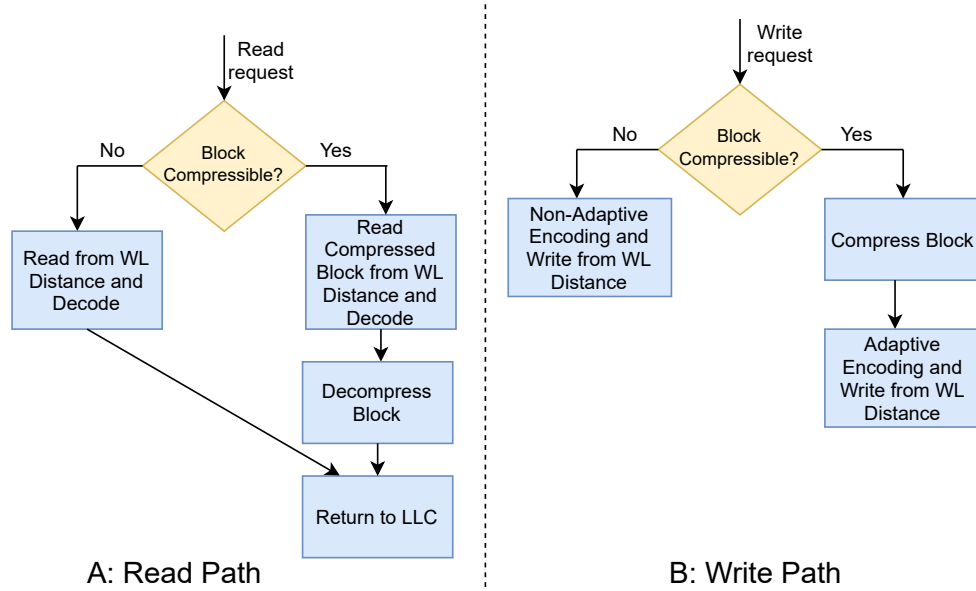 Read
request
Block
Compressible?
No
Yes
Read from WL
Distance and
Decode
Read
Compressed
Block from WL
Distance and
Decode
Decompress
Block
Return to LLC
A: Read Path
Write
request
Block
Compressible?
No
Yes
Non-Adaptive
Encoding and
Write from WL
Distance
Compress Block
Adaptive
Encoding and
Write from WL
Distance
B: Write Path